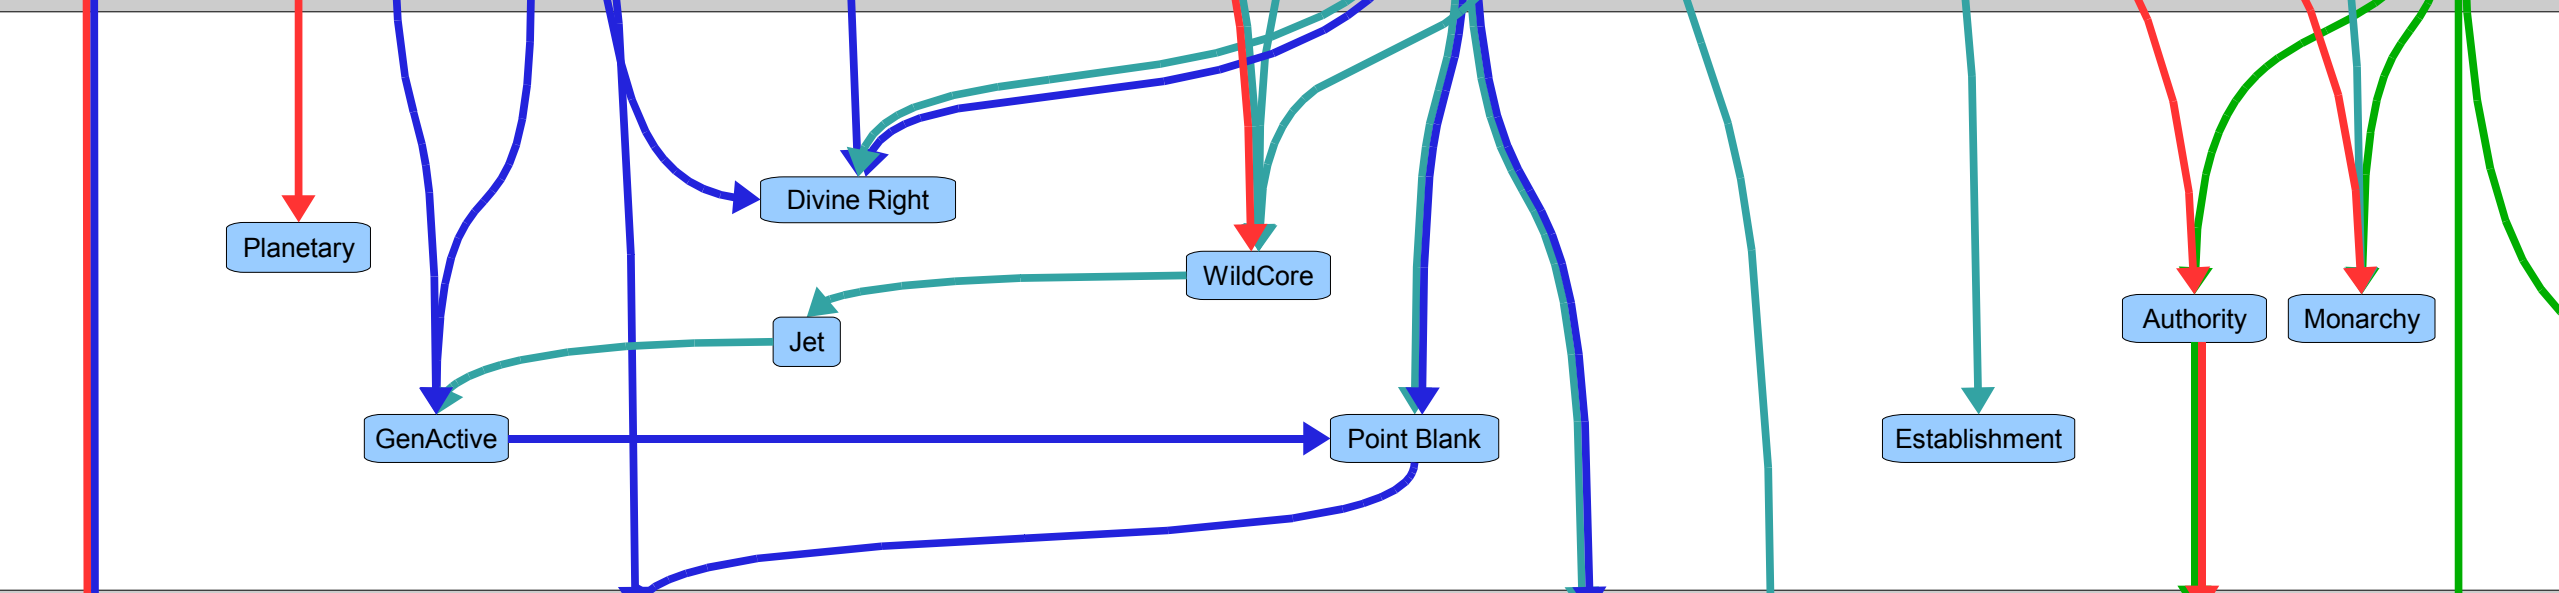 Divine Right
Planetary
WildCore
Authority
Monarchy
Jet
GenActive
Point Blank
Establishment